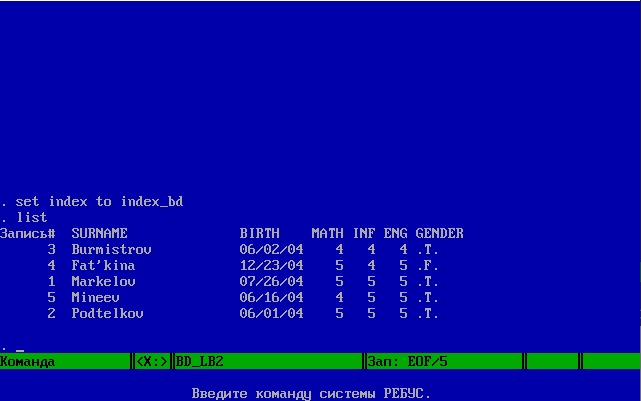 . set index to index_bd
. list
Запись# SURNAME BIRTH MATH INF ENG GENDER
3 Burmistrov 06/02/04 4 4 4 .T.
4 Fat'kina 12/23/04 5 4 5 .F.
1 Markelov 07/26/04 5 5 5 .T.
5 Mineev 06/16/04 4 5 5 .T.
2 Podtelkov 06/01/04 5 5 5 .T.
. _
Команда ║<X:>║BD_LB2 ║Зап: EOF/5 ║ ║
Введите команду системы РЕБУС.